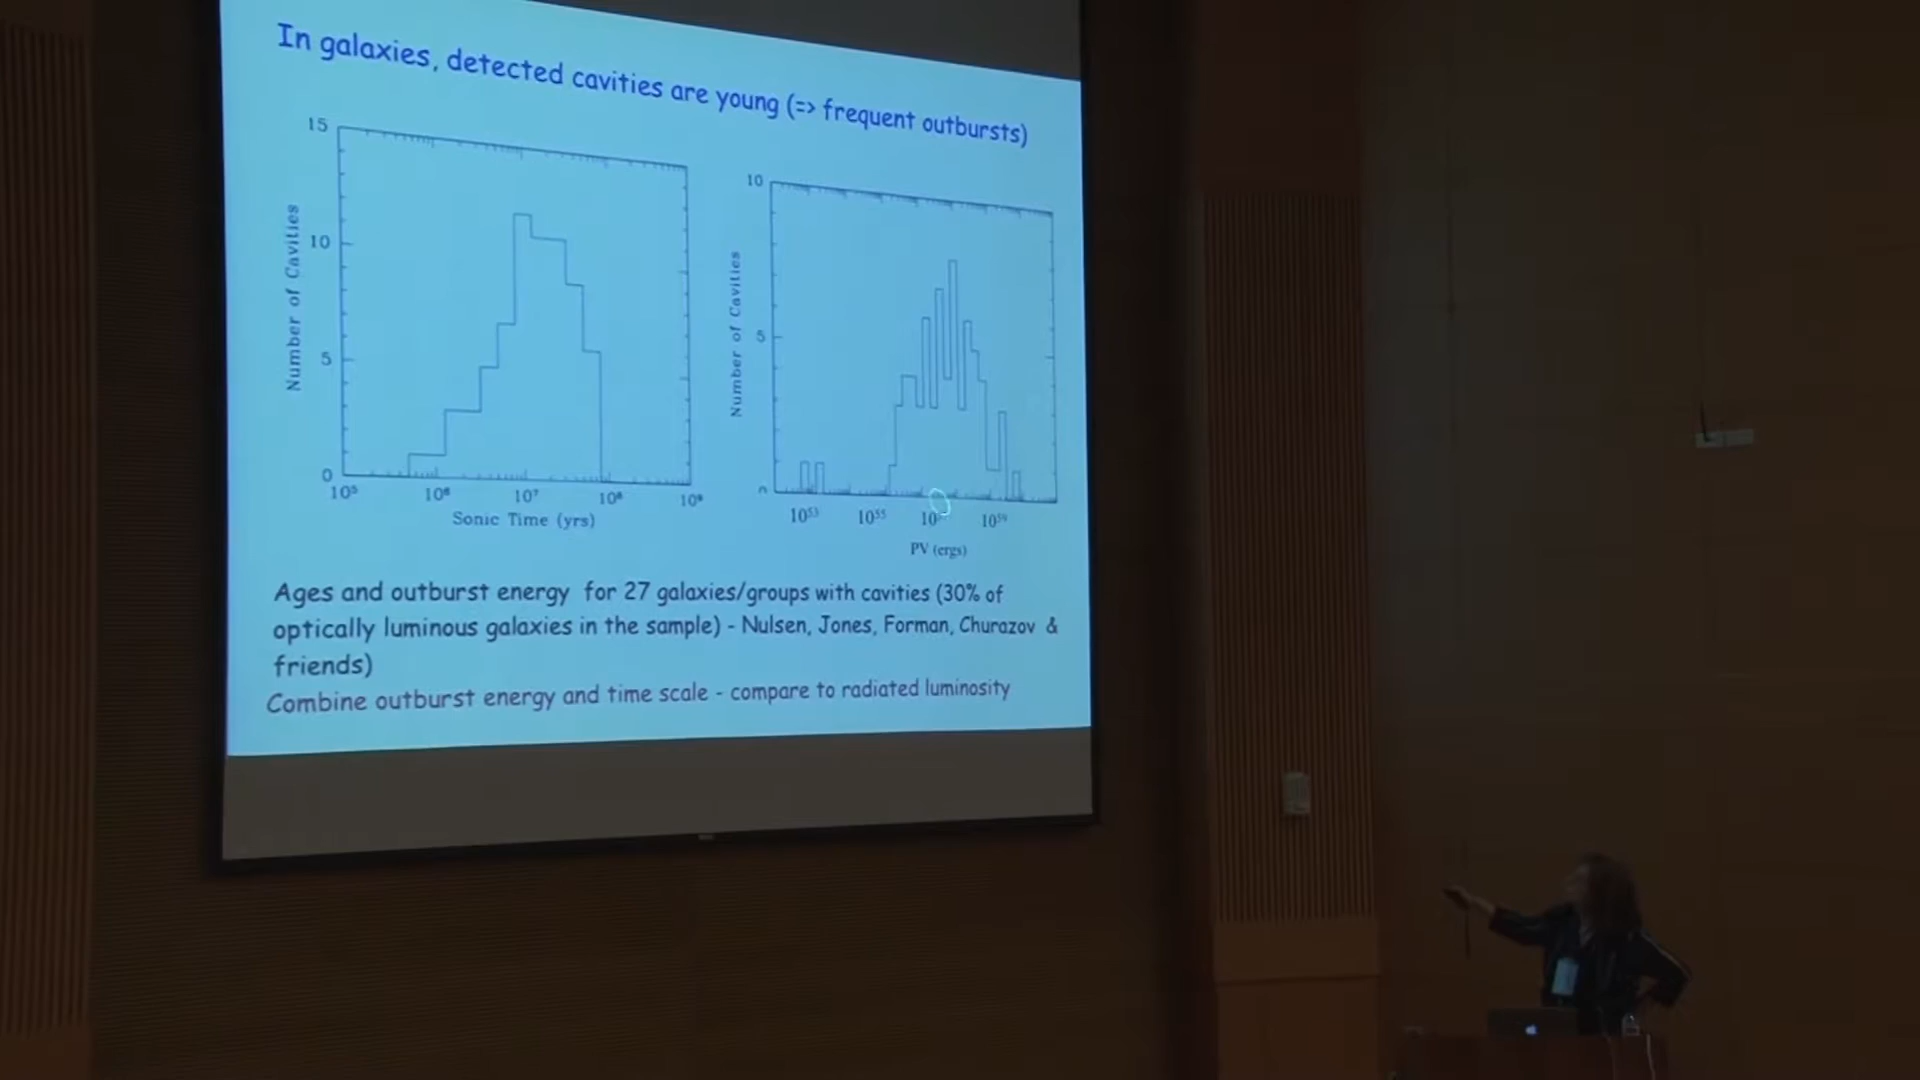 In galaxies, detected cavities are young (=> frequent outbursts)
15
10
5
0
Number of Cavities
10⁵ 10⁶ 10⁷ 10⁸ 10⁹
Sonic Time (yrs)
10
5
Number of Cavities
10⁵³ 10⁵⁵ 10 10⁵⁹
PV (ergs)
Ages and outburst energy for 27 galaxies/groups with cavities (30% of
optically luminous galaxies in the sample) - Nulsen, Jones, Forman, Churazov &
friends)
Combine outburst energy and time scale - compare to radiated luminosity